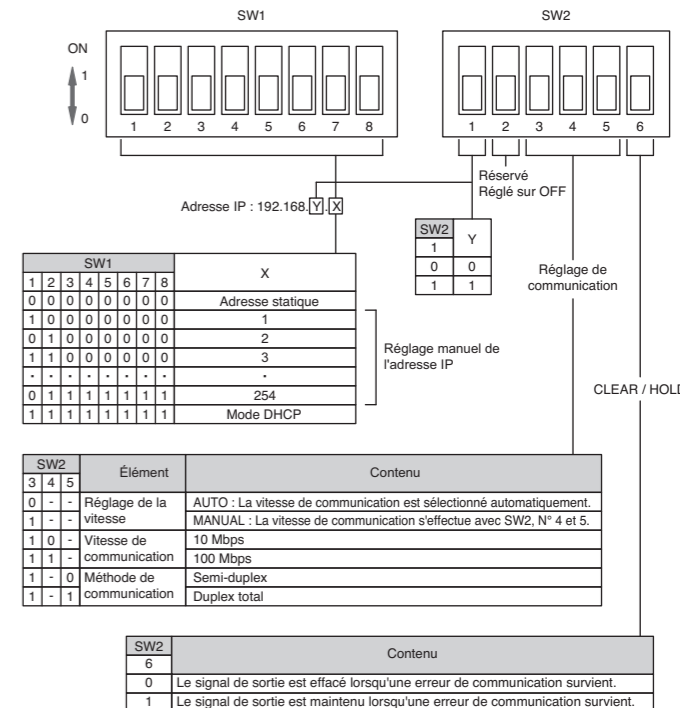 SW1 SW2
ON
1
0
1 2 3 4 5 6 7 8 1 2 3 4 5 6
Réservé
Réglé sur OFF
Adresse IP : 192.168.Y.X
SW2 Y
1
0 0
1 1
Réglage de
communication
SW1 X
1 2 3 4 5 6 7 8
0 0 0 0 0 0 0 0 Adresse statique
1 0 0 0 0 0 0 0 1
0 1 0 0 0 0 0 0 2
1 1 0 0 0 0 0 0 3
· · · · · · · · ·
0 1 1 1 1 1 1 1 254
1 1 1 1 1 1 1 1 Mode DHCP
Réglage manuel de
l'adresse IP
CLEAR / HOLD
SW2 Élément Contenu
3 4 5
0 - - Réglage de la vitesse AUTO : La vitesse de communication est sélectionné automatiquement.
1 - - MANUAL : La vitesse de communication s'effectue avec SW2, N° 4 et 5.
1 0 - Vitesse de communication 10 Mbps
1 1 - 100 Mbps
1 - 0 Méthode de communication Semi-duplex
1 - 1 Duplex total
SW2 Contenu
6
0 Le signal de sortie est effacé lorsqu'une erreur de communication survient.
1 Le signal de sortie est maintenu lorsqu'une erreur de communication survient.